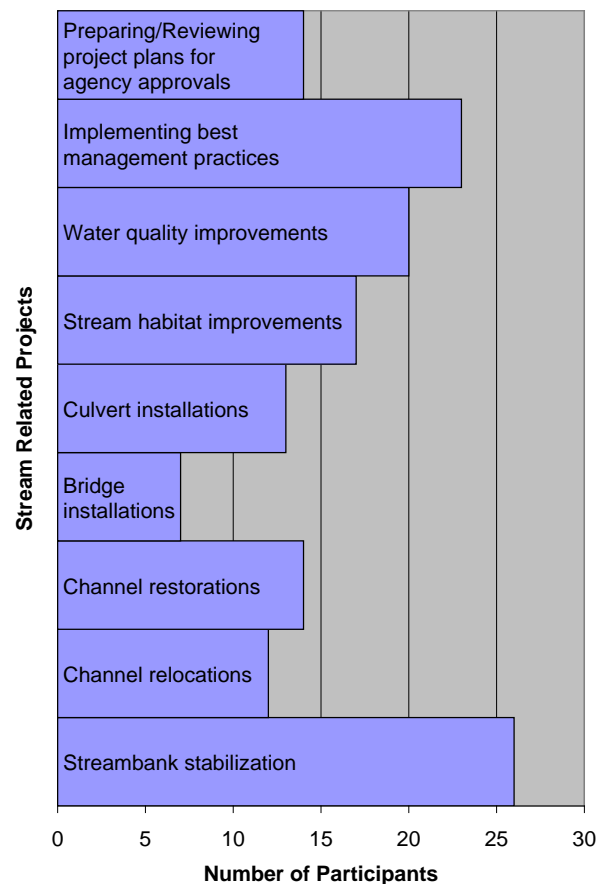 Preparing/Reviewing
project plans for
agency approvals
Implementing best
management practices
Water quality improvements
Stream habitat improvements
Culvert installations
Bridge
installations
Channel restorations
Channel relocations
Streambank stabilization
Stream Related Projects
0 5 10 15 20 25 30
Number of Participants